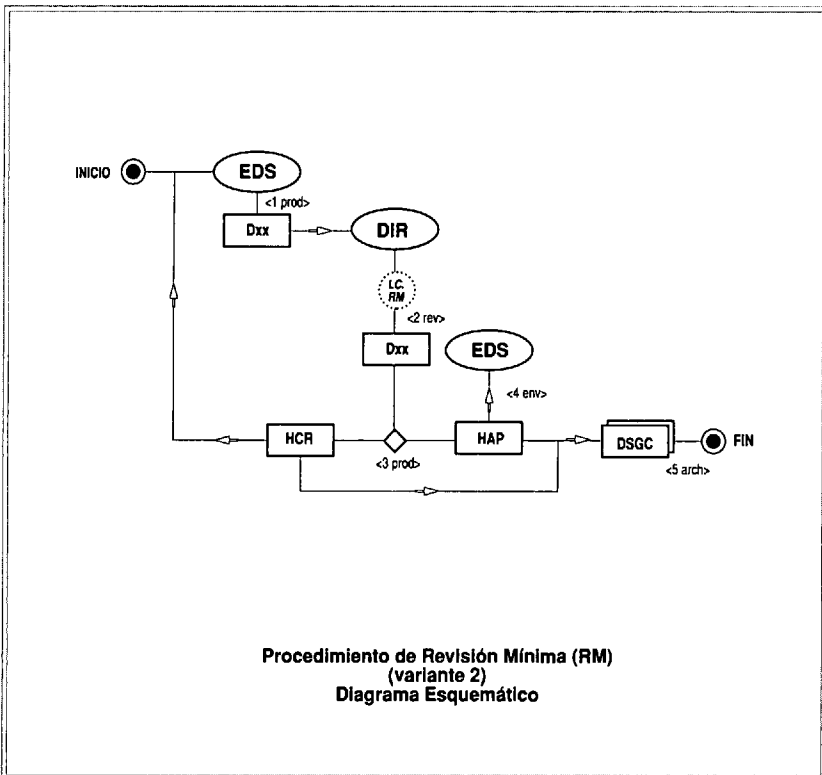 INICIO
EDS
<1 prod>
Dxx
DIR
LC.
RM
<2 rev>
Dxx
EDS
<4 env>
HCR
<3 prod>
HAP
DSGC
FIN
<5 arch>
Procedimiento de Revisión Mínima (RM)
(variante 2)
Diagrama Esquemático